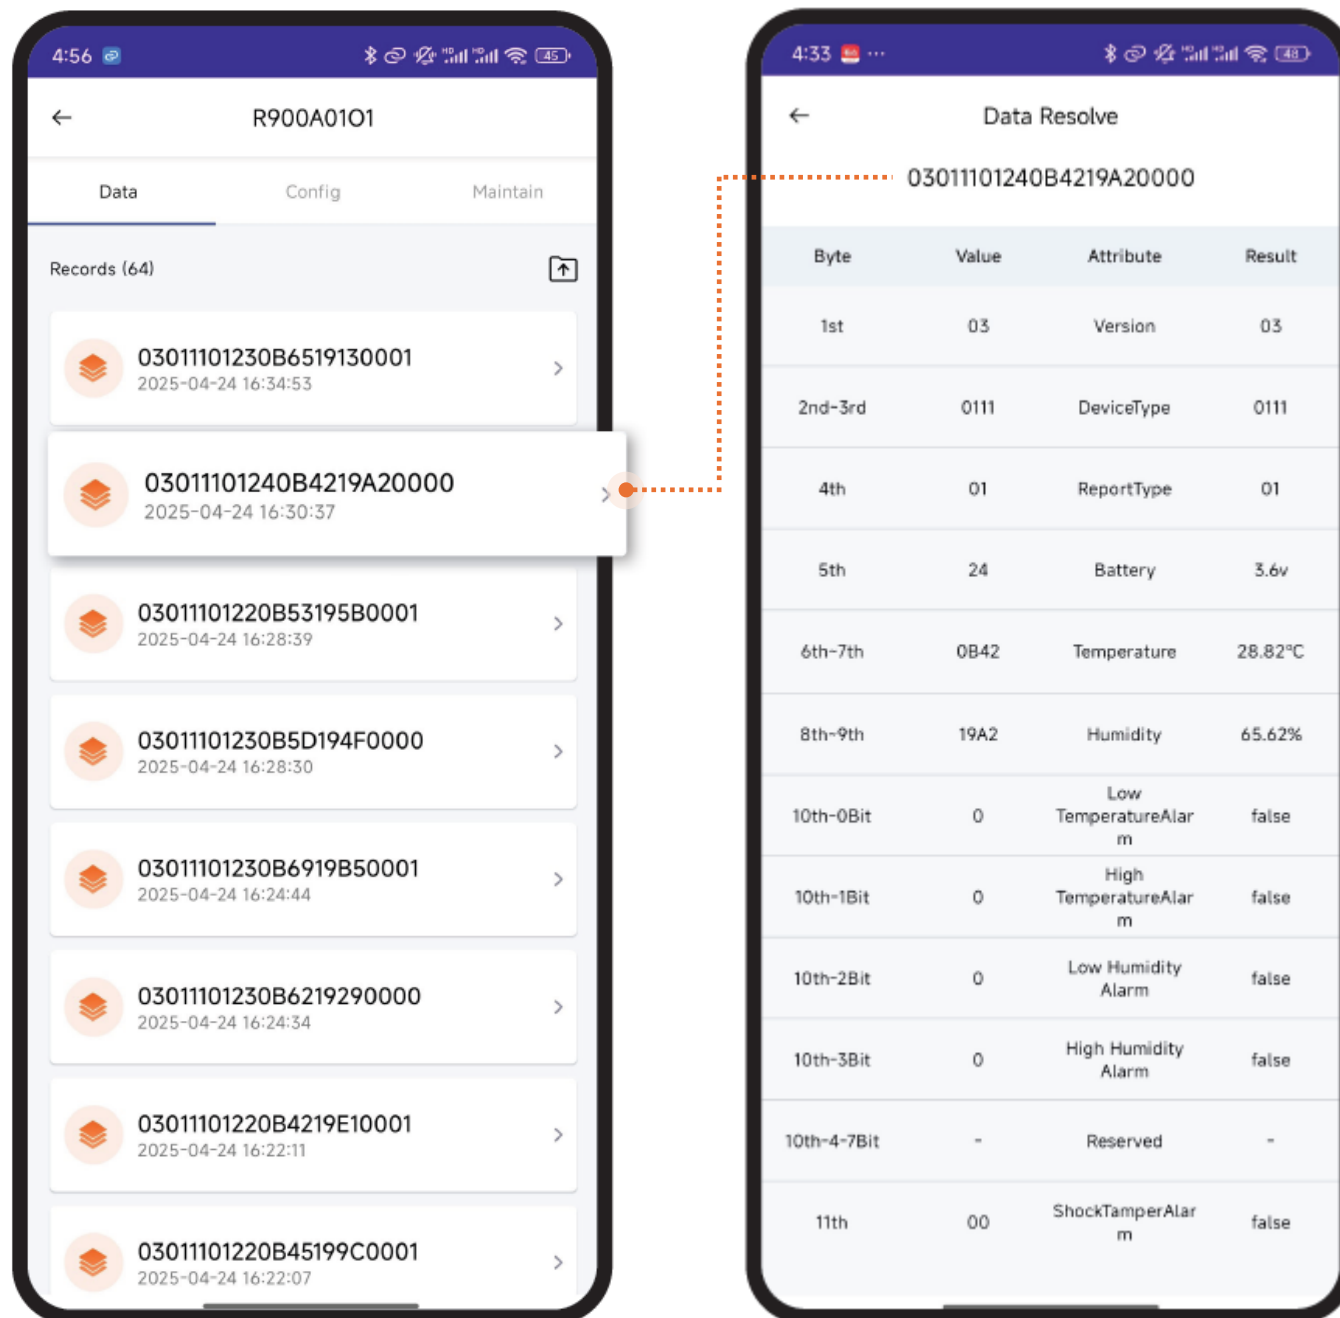 4:56
45
R900A01O1
Data
Config
Maintain
Records (64)
03011101230B6519130001
2025-04-24 16:34:53
03011101240B4219A20000
2025-04-24 16:30:37
03011101220B53195B0001
2025-04-24 16:28:39
03011101230B5D194F0000
2025-04-24 16:28:30
03011101230B6919B50001
2025-04-24 16:24:44
03011101230B6219290000
2025-04-24 16:24:34
03011101220B4219E10001
2025-04-24 16:22:11
03011101220B45199C0001
2025-04-24 16:22:07
4:33 ···
48
Data Resolve
03011101240B4219A20000
Byte Value Attribute Result
1st 03 Version 03
2nd~3rd 0111 DeviceType 0111
4th 01 ReportType 01
5th 24 Battery 3.6v
6th~7th 0B42 Temperature 28.82°C
8th~9th 19A2 Humidity 65.62%
Low
10th-0Bit 0 TemperatureAlar false
m
High
10th-1Bit 0 TemperatureAlar false
m
Low Humidity
10th-2Bit 0 false
Alarm
High Humidity
10th-3Bit 0 false
Alarm
10th-4-7Bit - Reserved -
ShockTamperAlar
11th 00 false
m